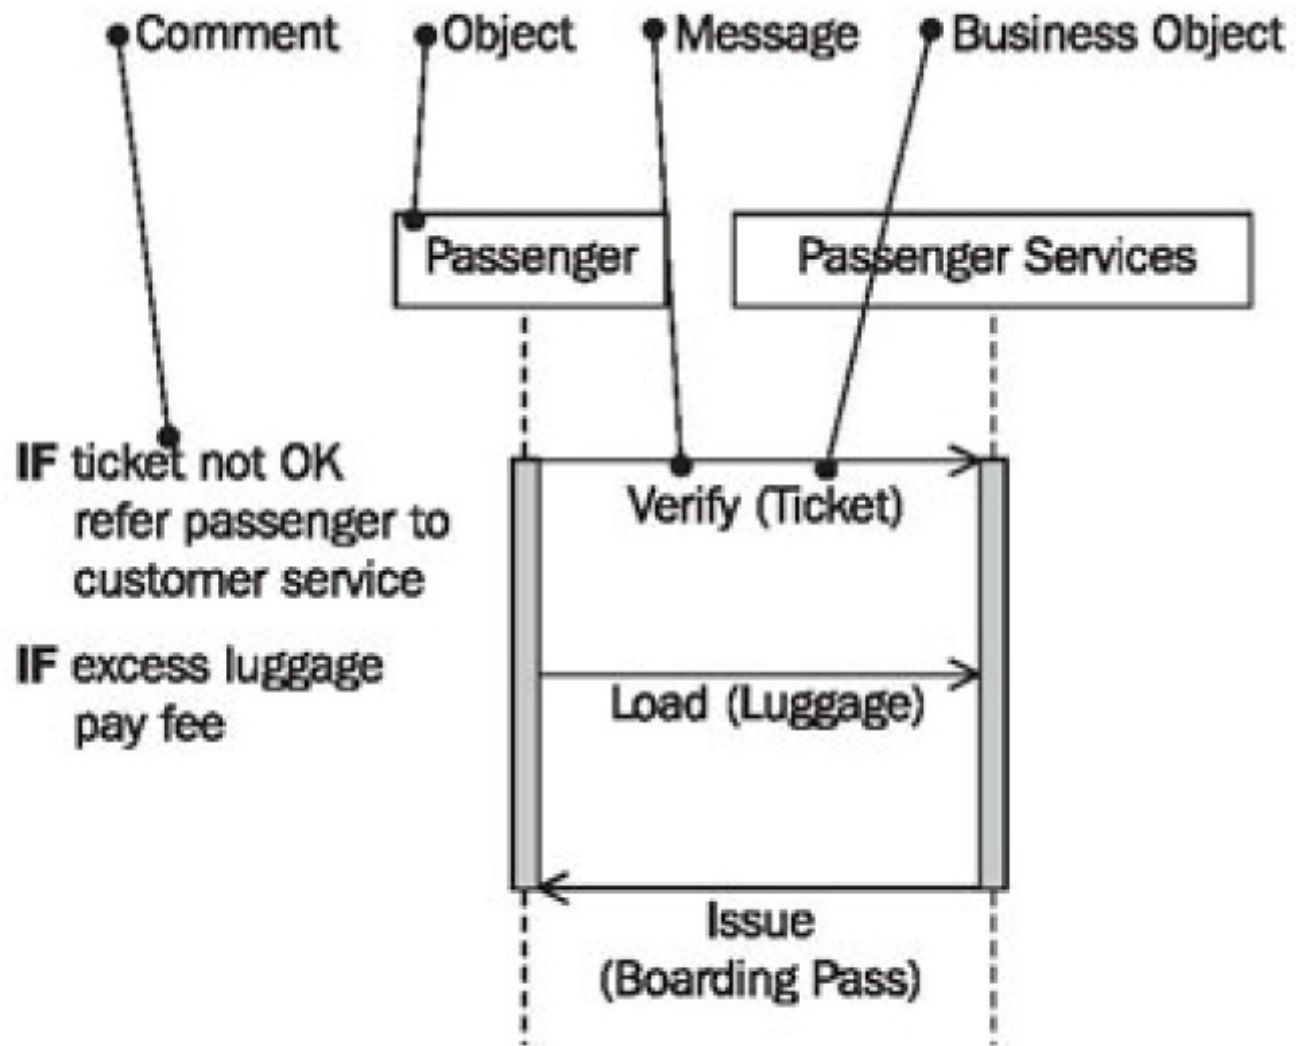 Comment Object Message Business Object
Passenger Passenger Services
IF ticket not OK
refer passenger to
customer service
Verify (Ticket)
IF excess luggage
pay fee
Load (Luggage)
Issue
(Boarding Pass)